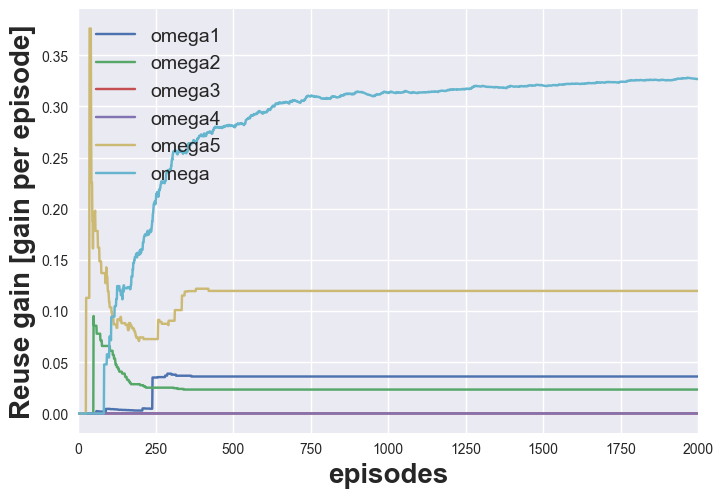 Reuse gain [gain per episode]
0.35
0.30
0.25
0.20
0.15
0.10
0.05
0.00
omega1
omega2
omega3
omega4
omega5
omega
0 250 500 750 1000 1250 1500 1750 2000
episodes